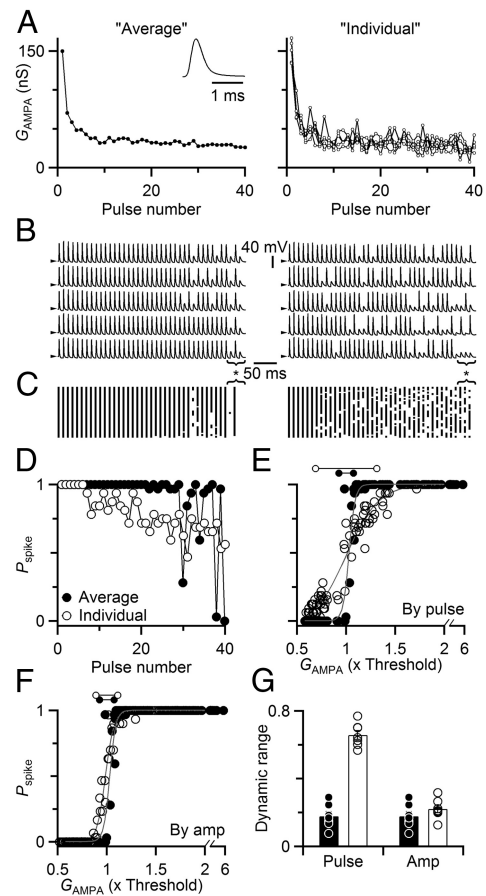 A
"Average"
"Individual"
150
G_AMPA (nS)
0
1 ms
0 20 40
0 20 40
Pulse number
Pulse number
B
40 mV
*
50 ms
*
C
D
1
P_spike
0
Average
Individual
0 20 40
Pulse number
E
1
P_spike
0
By pulse
0.5 1 1.5 2 6
G_AMPA (x Threshold)
F
1
P_spike
0
By amp
0.5 1 1.5 2 6
G_AMPA (x Threshold)
G
0.8
Dynamic range
0
Pulse Amp